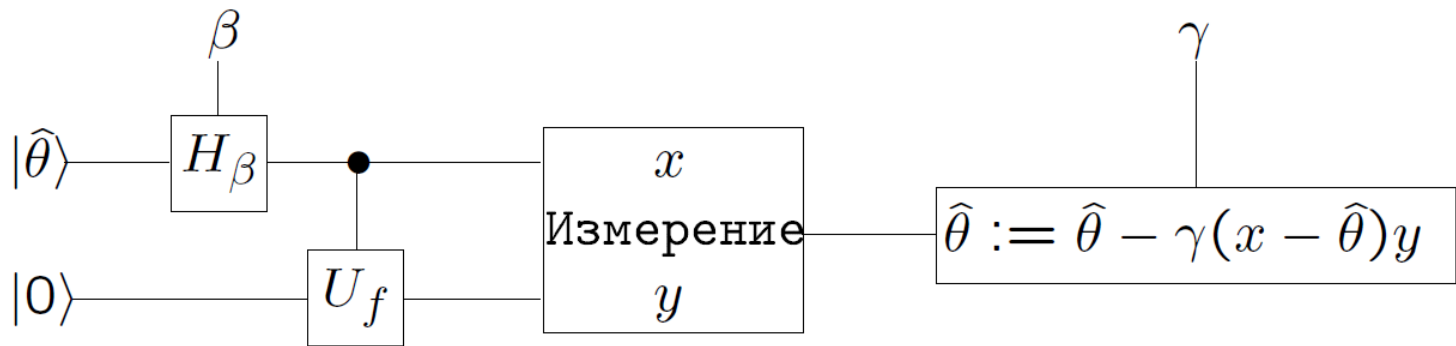 β γ
|θ̂⟩ H_β x
Измерение θ̂ := θ̂ − γ(x − θ̂)y
|0⟩ U_f y